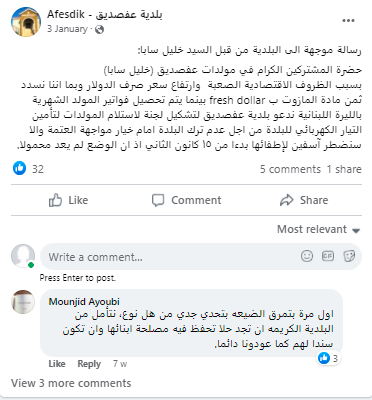 Afesdik - بلدية عفصديق
3 January
رسالة موجهة الى البلدية من قبل السيد خليل سابا:
حضرة المشتركين الكرام في مولدات عفصديق (خليل سابا)
بسبب الظروف الاقتصادية الصعبة وارتفاع سعر صرف الدولار وبما اننا نسدد
ثمن مادة المازوت ب fresh dollar بينما يتم تحصيل فواتير المولد الشهرية
بالليرة اللبنانية ندعو بلدية عفصديق لتشكيل لجنة لاستلام المولدات لتأمين
التيار الكهربائي للبلدة من اجل عدم ترك البلدة امام خيار مواجهة العتمة والا
سنضطر آسفين لإطفائها بدءا من ١٥ كانون الثاني اذ ان الوضع لم يعد محمولا.
32
5 comments 1 share
Like Comment Share
Most relevant
Write a comment...
Press Enter to post.
Mounjid Ayoubi
اول مرة بتمرق الضيعه بتحدي جدي من هل نوع، نتأمل من
البلدية الكريمه ان تجد حلا تحفظ فيه مصلحة ابنائها وان تكون
سندا لهم كما عودونا دائما.
3
Like Reply 7 w
View 3 more comments